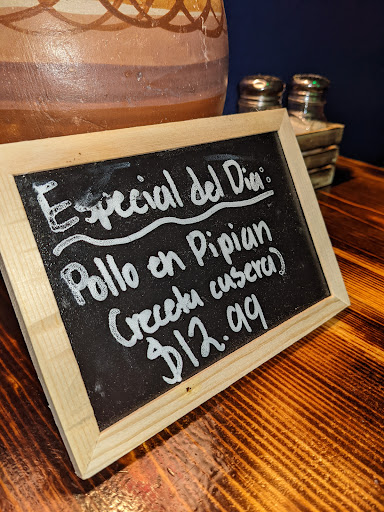 Especial del Dia:
Pollo en Pipian
(receta casera)
$12.99